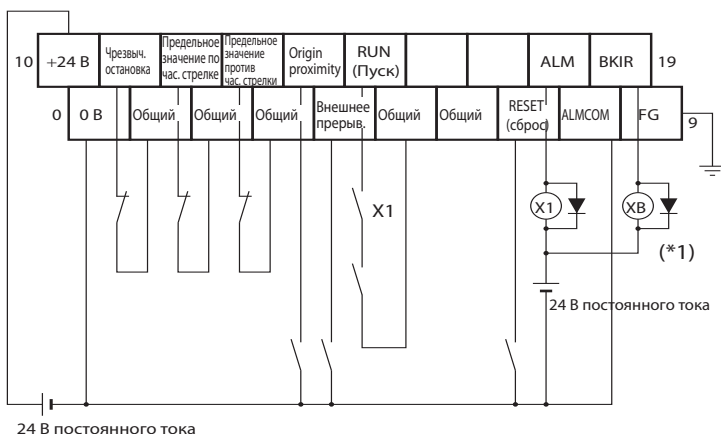 10
+24 В
Чрезвыч.
остановка
Предельное
значение по
час. стрелке
Предельное
значение
против
час. стрелки
Origin
proximity
RUN
(Пуск)
ALM
BKIR
19
0
0 В
Общий
Общий
Общий
Внешнее
прерыв.
Общий
Общий
RESET
(сброс)
ALMCOM
FG
9
X1
X1
XB
(*1)
24 В постоянного тока
24 В постоянного тока